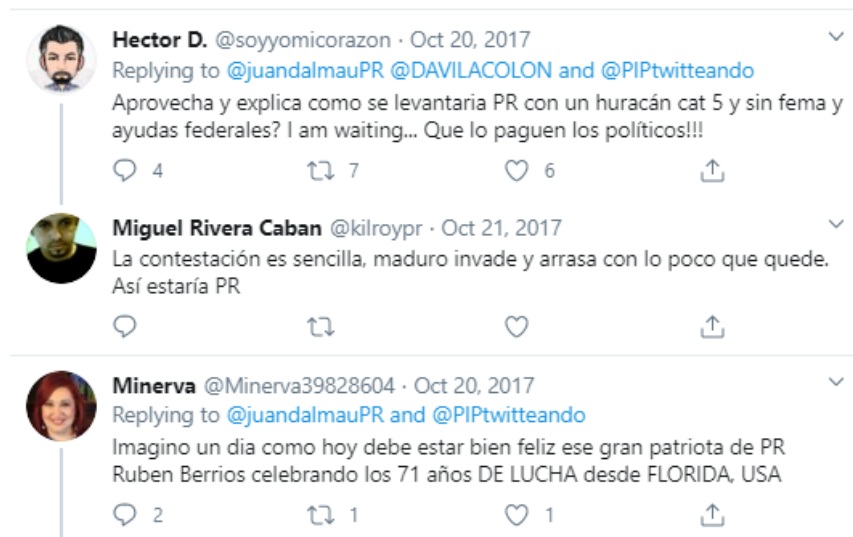 Hector D. @soyyomicorazon · Oct 20, 2017
Replying to @juandalmauPR @DAVILACOLON and @PIPtwitteando
Aprovecha y explica como se levantaria PR con un huracán cat 5 y sin fema y
ayudas federales? I am waiting... Que lo paguen los políticos!!!
4 7 6
Miguel Rivera Caban @kilroypr · Oct 21, 2017
La contestación es sencilla, maduro invade y arrasa con lo poco que quede.
Así estaría PR
Minerva @Minerva39828604 · Oct 20, 2017
Replying to @juandalmauPR and @PIPtwitteando
Imagino un dia como hoy debe estar bien feliz ese gran patriota de PR
Ruben Berrios celebrando los 71 años DE LUCHA desde FLORIDA, USA
2 1 1